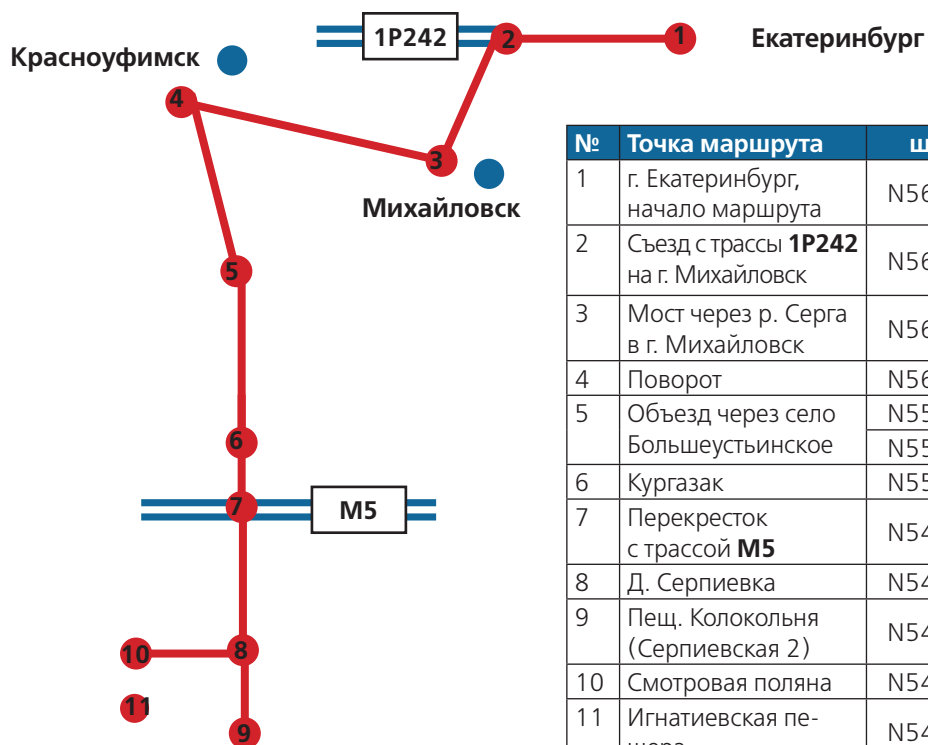 1Р242
2
1
Екатеринбург
Красноуфимск
4
3
Михайловск
5
6
7
М5
10
8
11
9
№ Точка маршрута ш
1 г. Екатеринбург, N56
начало маршрута
2 Съезд с трассы 1Р242 N56
на г. Михайловск
3 Мост через р. Серга N56
в г. Михайловск
4 Поворот N56
5 Объезд через село N55
Большеустьинское N55
6 Кургазак N55
7 Перекресток N54
с трассой М5
8 Д. Серпиевка N54
9 Пещ. Колокольня N54
(Серпиевская 2)
10 Смотровая поляна N54
11 Игнатиевская пе- N54